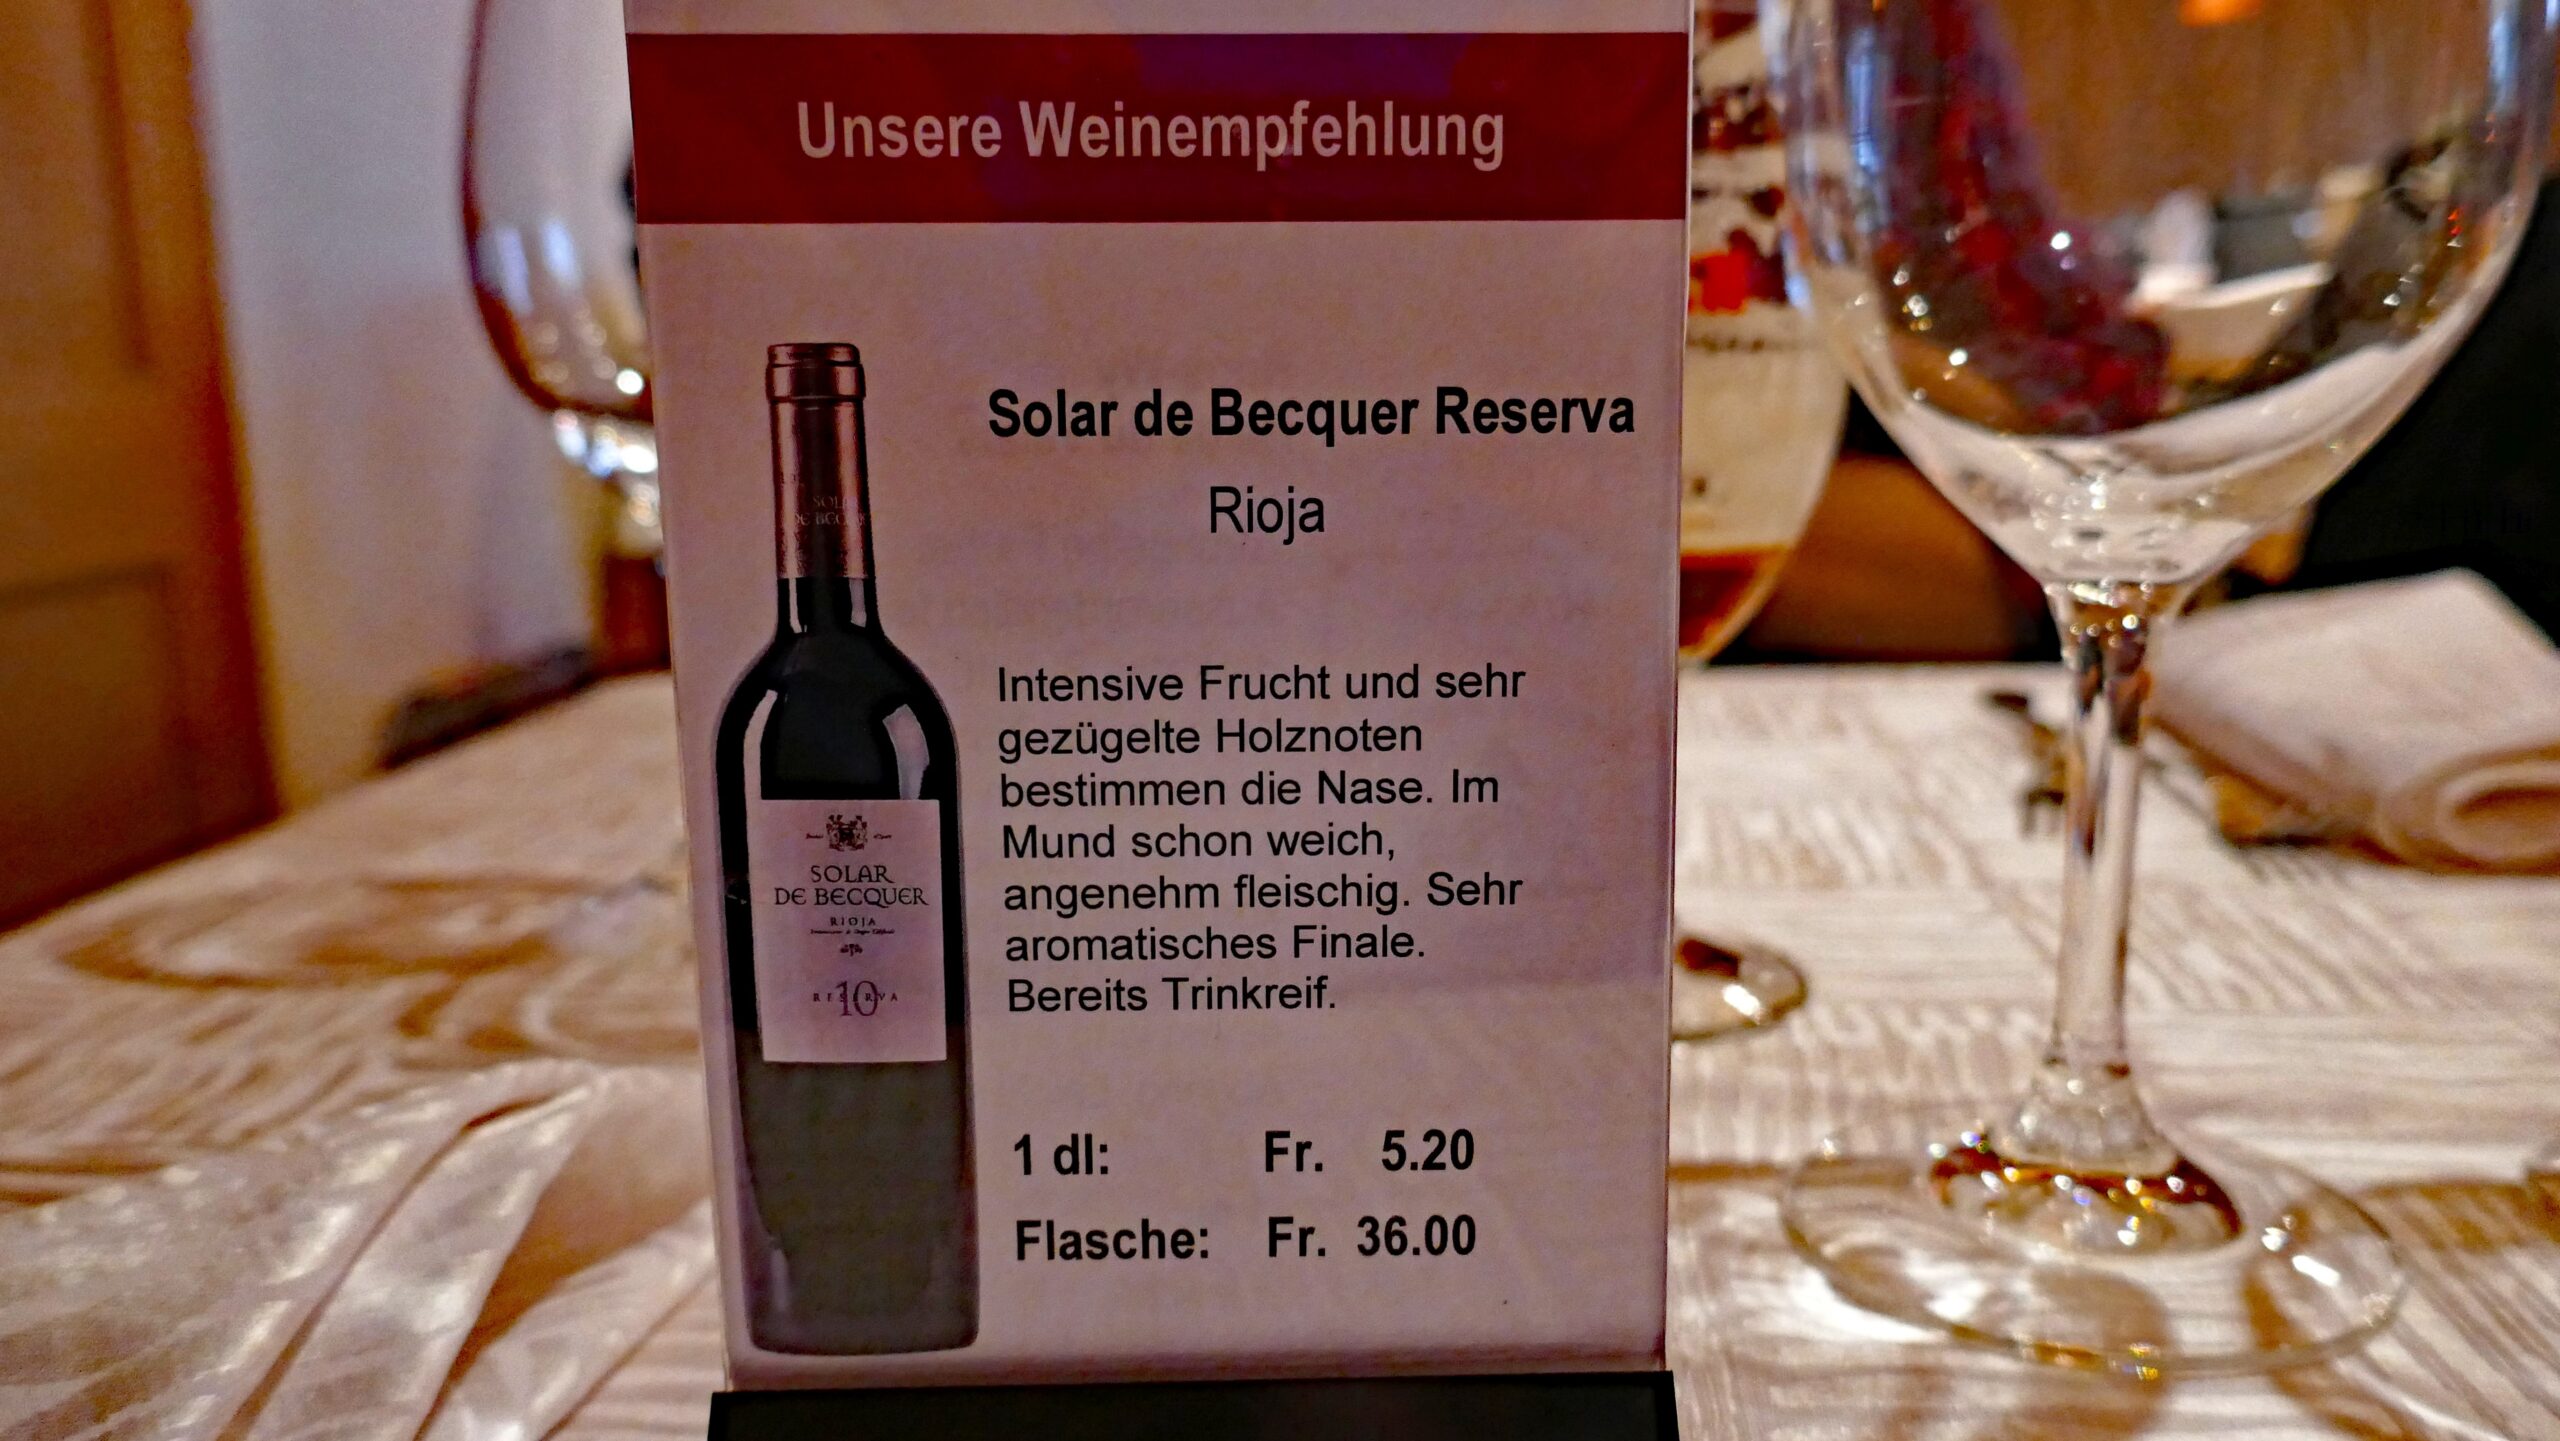 Unsere Weinempfehlung
Solar de Becquer Reserva
Rioja
Intensive Frucht und sehr
gezügelte Holznoten
bestimmen die Nase. Im
Mund schon weich,
angenehm fleischig. Sehr
aromatisches Finale.
Bereits Trinkreif.
1 dl: Fr. 5.20
Flasche: Fr. 36.00
SOLAR
DE BECQUER
RIOJA
RESERVA
10